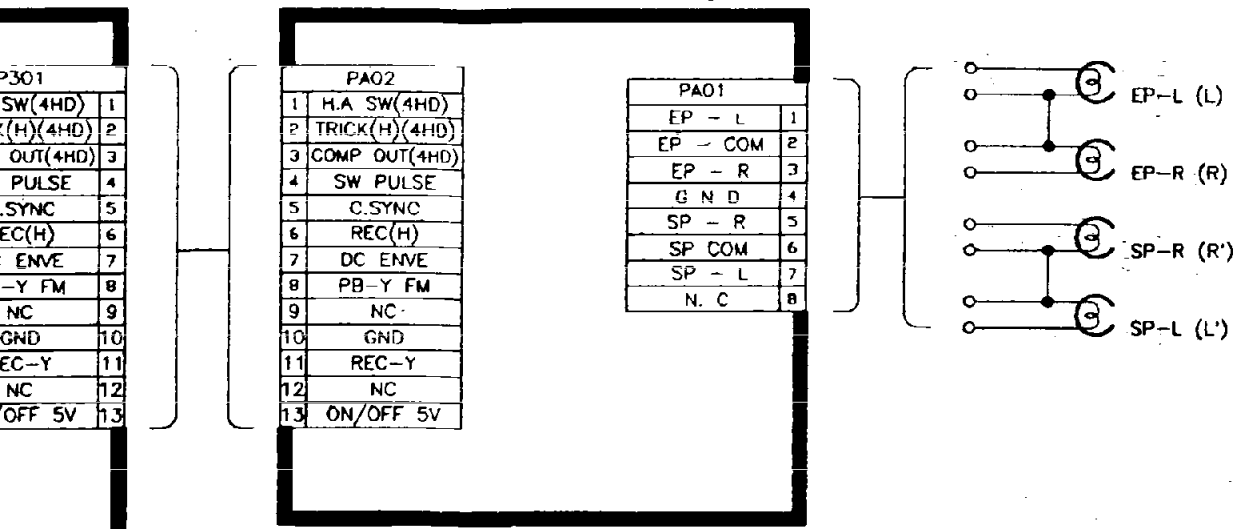 P301
SW(4HD) 1
K(H)(4HD) 2
OUT(4HD) 3
PULSE 4
.SYNC 5
EC(H) 6
ENVE 7
-Y FM 8
NC 9
GND 10
EC-Y 11
NC 12
/OFF 5V 13
PA02
1 H.A SW(4HD)
2 TRICK(H)(4HD)
3 COMP OUT(4HD)
4 SW PULSE
5 C.SYNC
6 REC(H)
7 DC ENVE
8 PB-Y FM
9 NC
10 GND
11 REC-Y
12 NC
13 ON/OFF 5V
PA01
EP - L 1
EP - COM 2
EP - R 3
G N D 4
SP - R 5
SP COM 6
SP - L 7
N. C 8
EP-L (L)
EP-R (R)
SP-R (R')
SP-L (L')